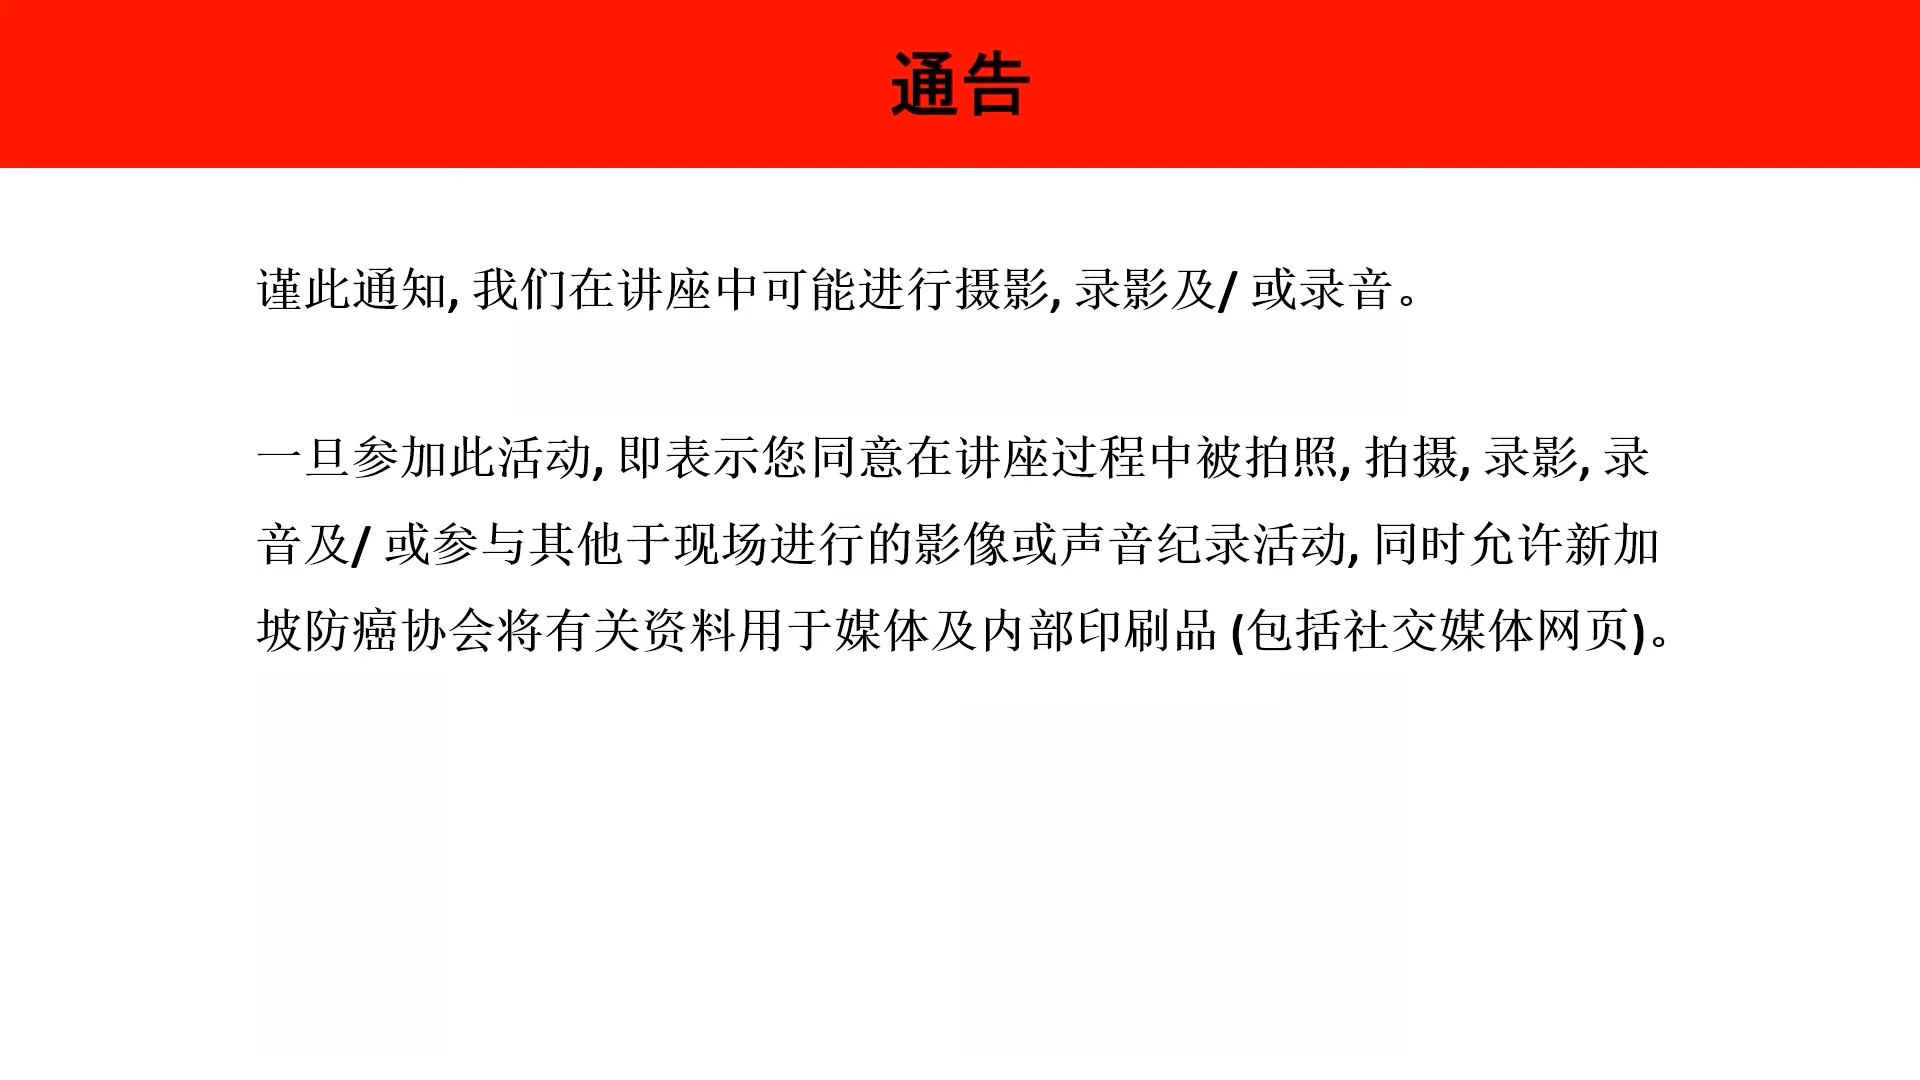 通告
谨此通知, 我们在讲座中可能进行摄影, 录影及/ 或录音。
一旦参加此活动, 即表示您同意在讲座过程中被拍照, 拍摄, 录影, 录
音及/ 或参与其他于现场进行的影像或声音纪录活动, 同时允许新加
坡防癌协会将有关资料用于媒体及内部印刷品 (包括社交媒体网页)。